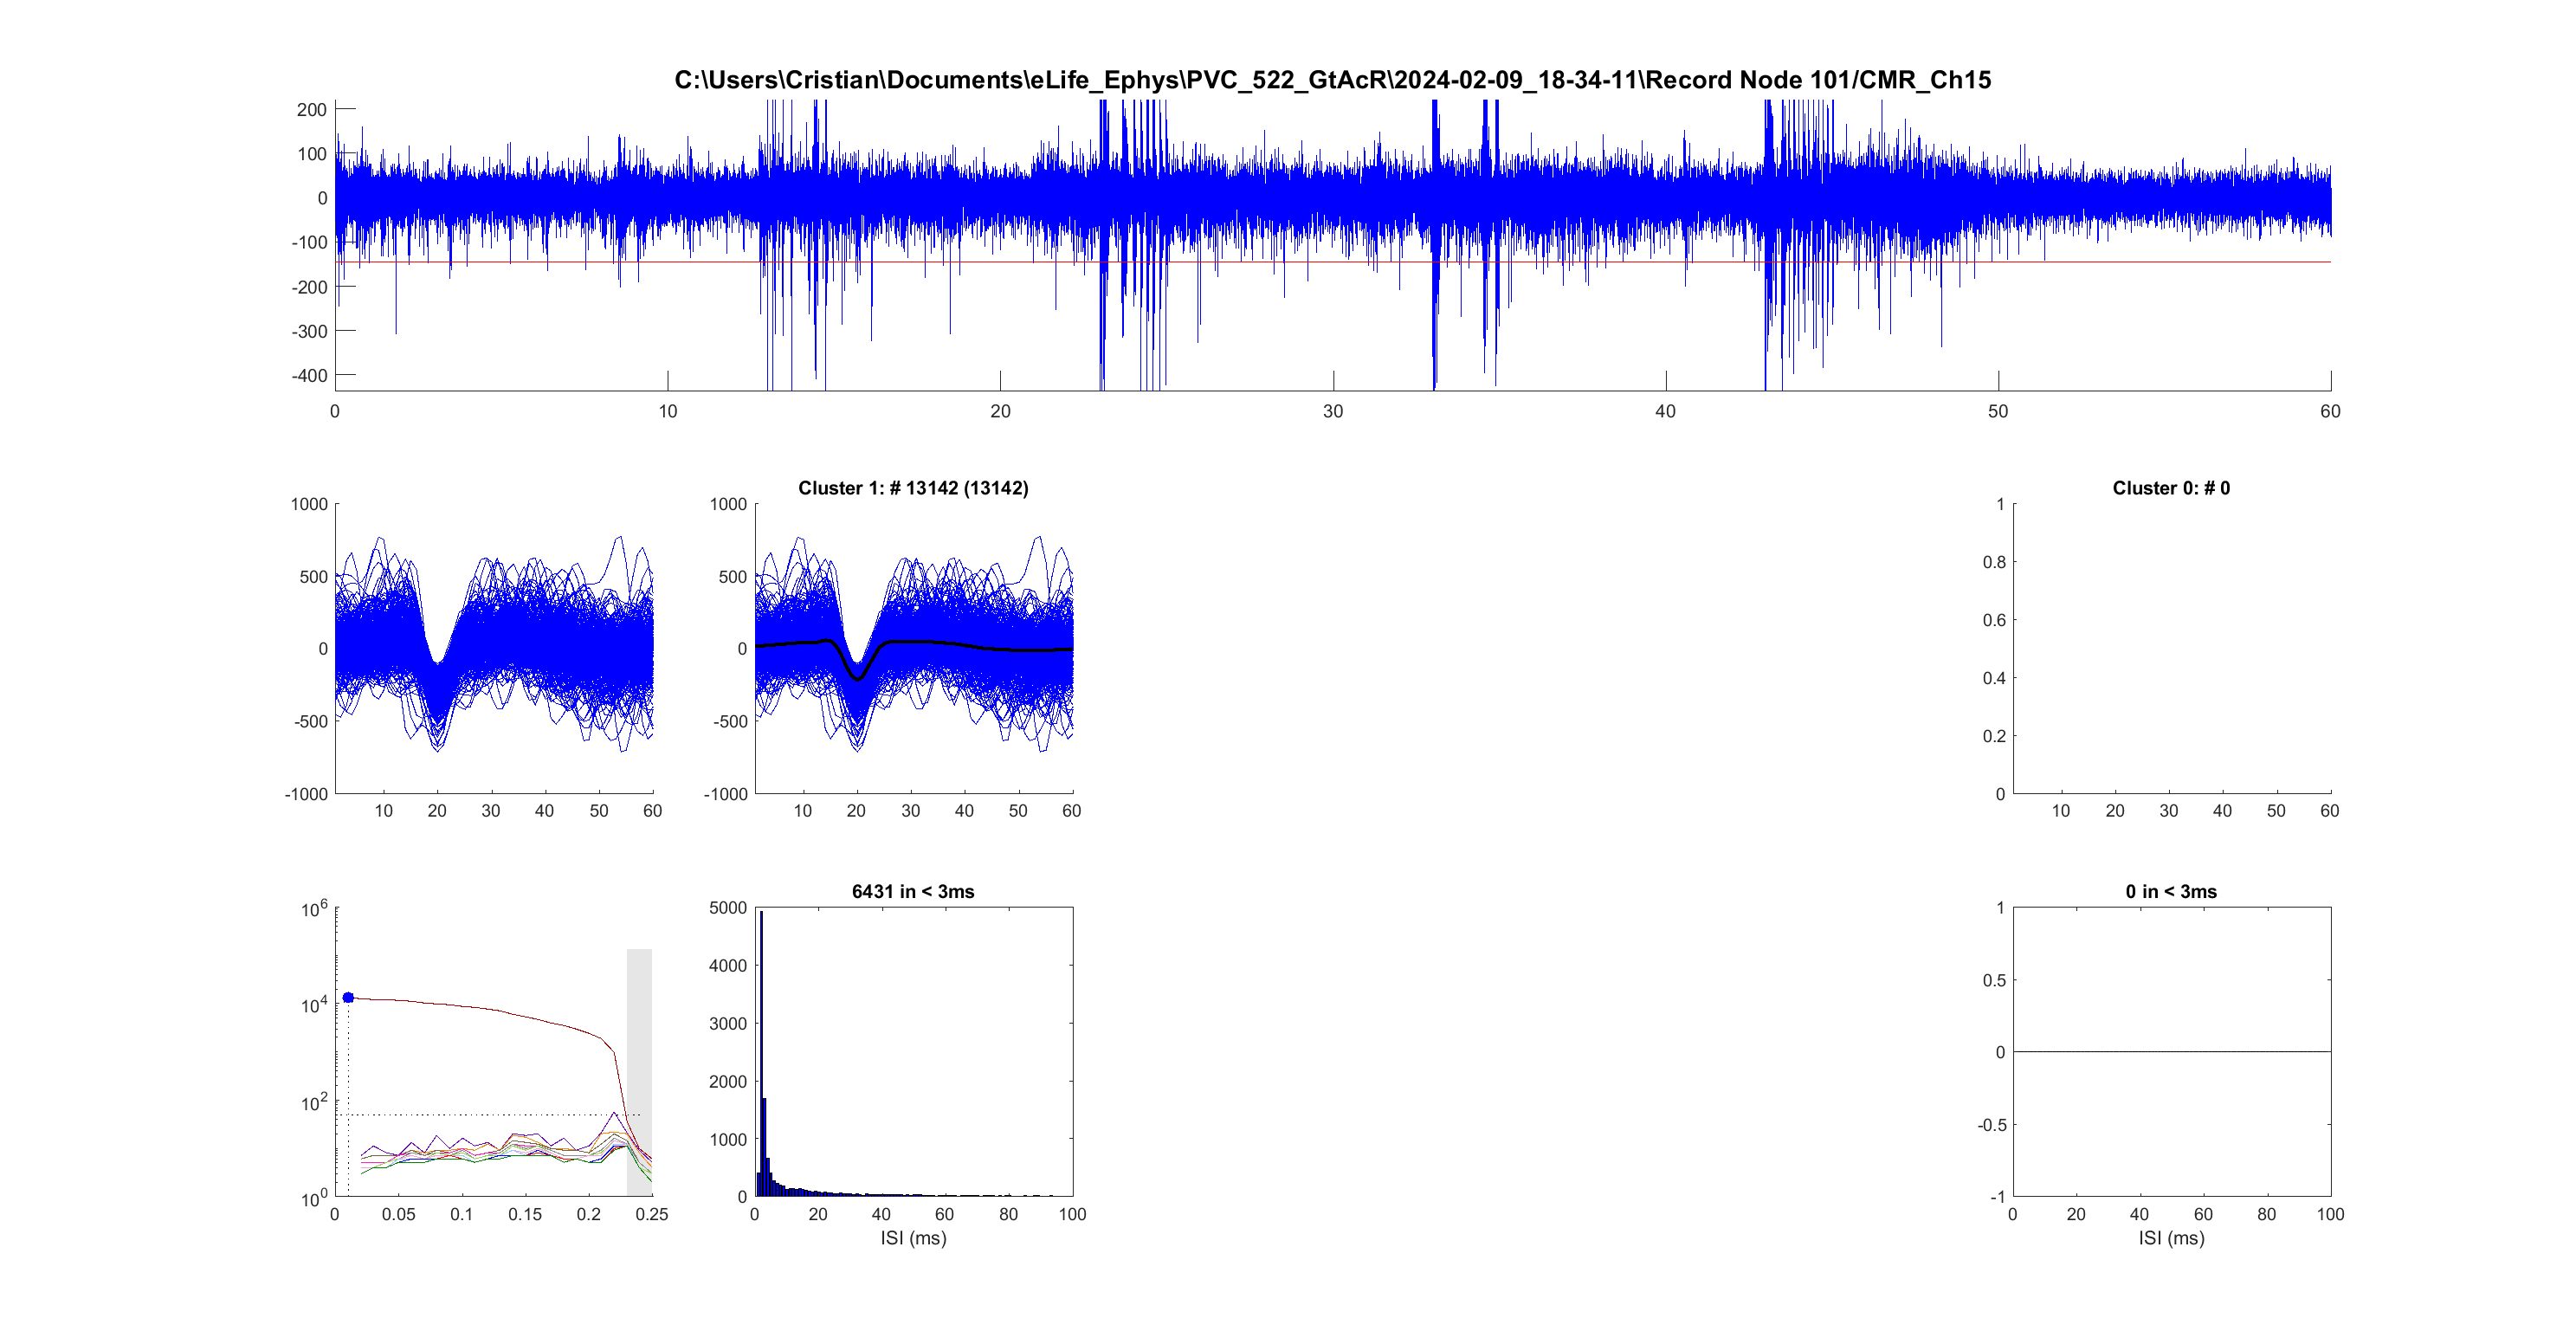 C:\Users\Cristian\Documents\eLife_Ephys\PVC_522_GtAcR\2024-02-09_18-34-11\Record Node 101/CMR_Ch15
200
100
0
-100
-200
-300
-400
0 10 20 30 40 50 60
Cluster 1: # 13142 (13142)
Cluster 0: # 0
1000
500
0
-500
-1000
10 20 30 40 50 60
1000
500
0
-500
-1000
10 20 30 40 50 60
1
0.8
0.6
0.4
0.2
0
10 20 30 40 50 60
6431 in < 3ms
0 in < 3ms
10^6
10^4
10^2
10^0
0 0.05 0.1 0.15 0.2 0.25
5000
4000
3000
2000
1000
0
0 20 40 60 80 100
ISI (ms)
1
0.5
0
-0.5
-1
0 20 40 60 80 100
ISI (ms)